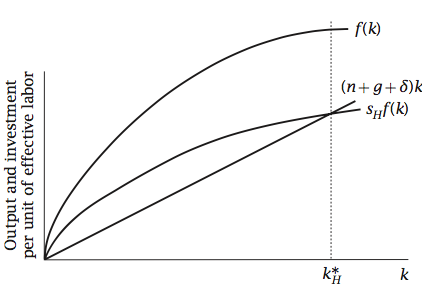 f(k)
(n + g + δ)k
s_H f(k)
Output and investment
per unit of effective labor
k*_H
k